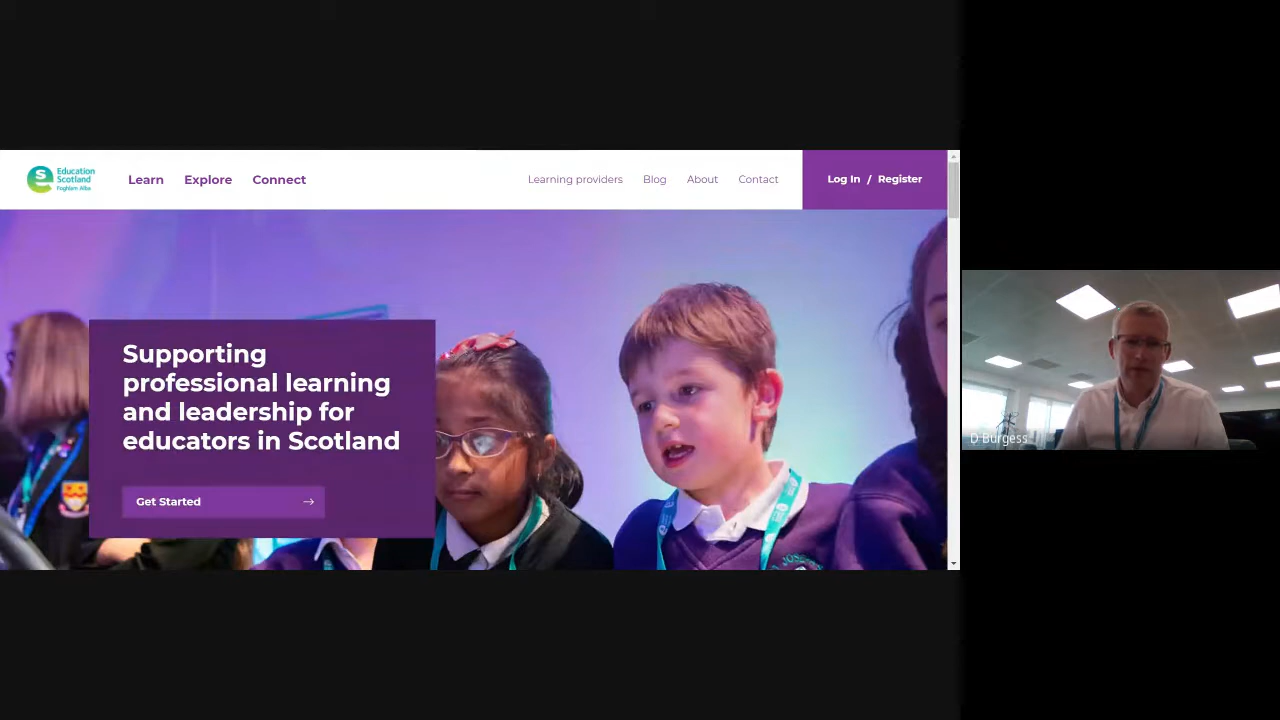 Education
Scotland
Foghlam Alba
Learn Explore Connect
Learning providers Blog About Contact
Log In / Register
Supporting
professional learning
and leadership for
educators in Scotland
Get Started
D Burgess